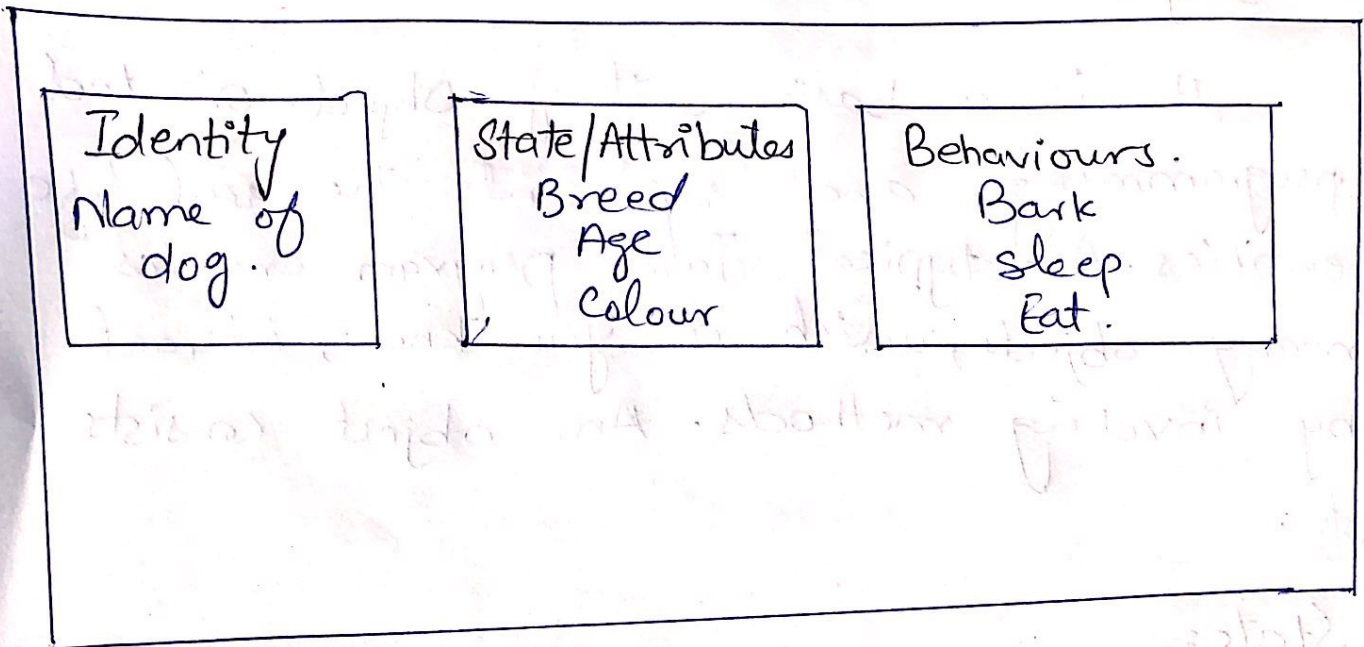 Identity
Name of
dog.
State/Attributes
Breed
Age
Colour
Behaviours.
Bark
sleep.
Eat.